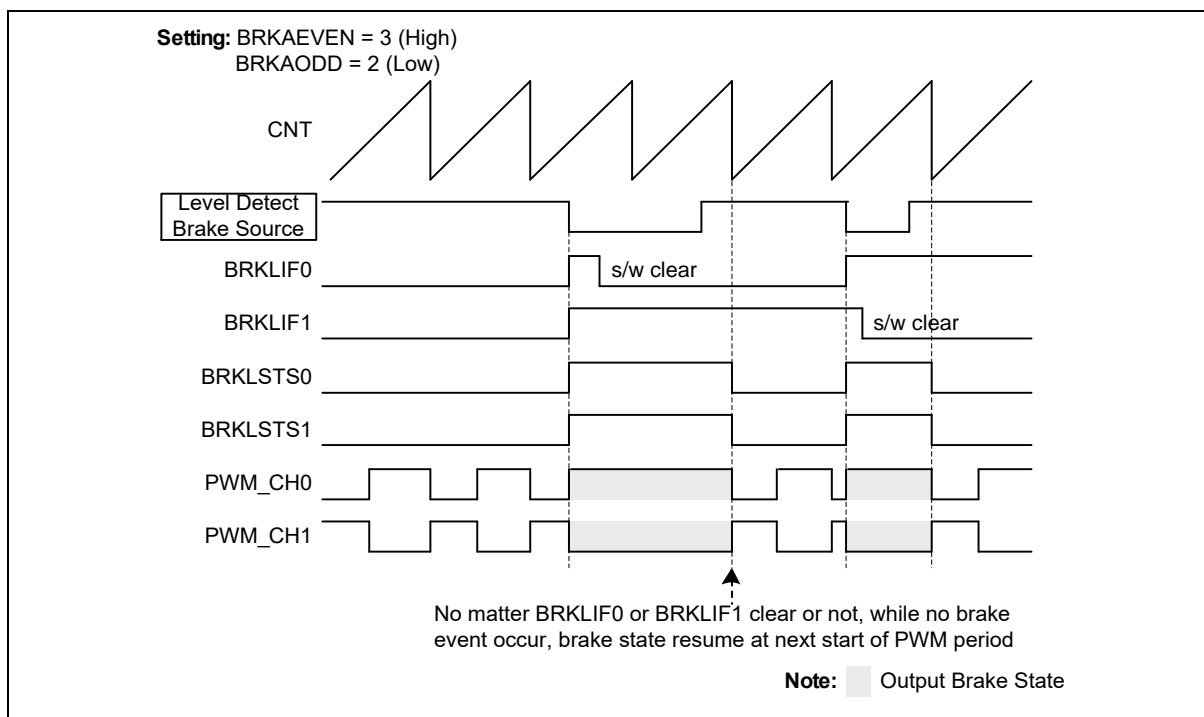 Setting: BRKAEVEN = 3 (High)
BRKAODD = 2 (Low)
CNT
Level Detect
Brake Source
BRKLIF0
s/w clear
BRKLIF1
s/w clear
BRKLSTS0
BRKLSTS1
PWM_CH0
PWM_CH1
No matter BRKLIF0 or BRKLIF1 clear or not, while no brake
event occur, brake state resume at next start of PWM period
Note: Output Brake State